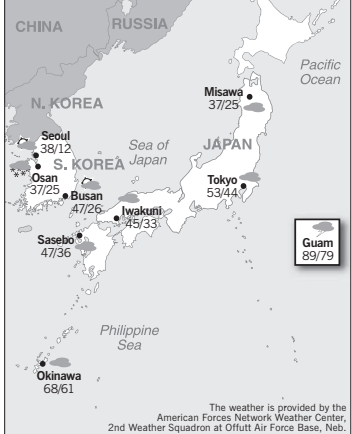 RUSSIA
CHINA
Pacific
Ocean
Misawa
37/25
N. KOREA
Seoul
38/12
Sea of
Japan
JAPAN
S. KOREA
Osan
37/25
Tokyo
53/44
Busan
47/26
Iwakuni
45/33
Sasebo
47/36
Guam
89/79
Philippine
Sea
Okinawa
68/61
The weather is provided by the
American Forces Network Weather Center,
2nd Weather Squadron at Offutt Air Force Base, Neb.